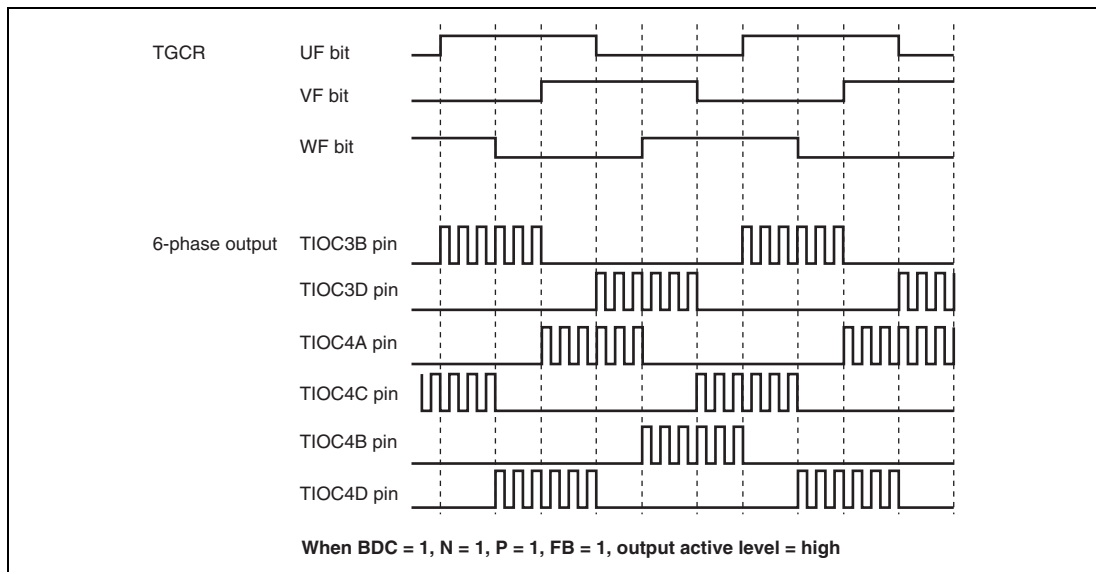 TGCR UF bit
VF bit
WF bit
6-phase output TIOC3B pin
TIOC3D pin
TIOC4A pin
TIOC4C pin
TIOC4B pin
TIOC4D pin
When BDC = 1, N = 1, P = 1, FB = 1, output active level = high